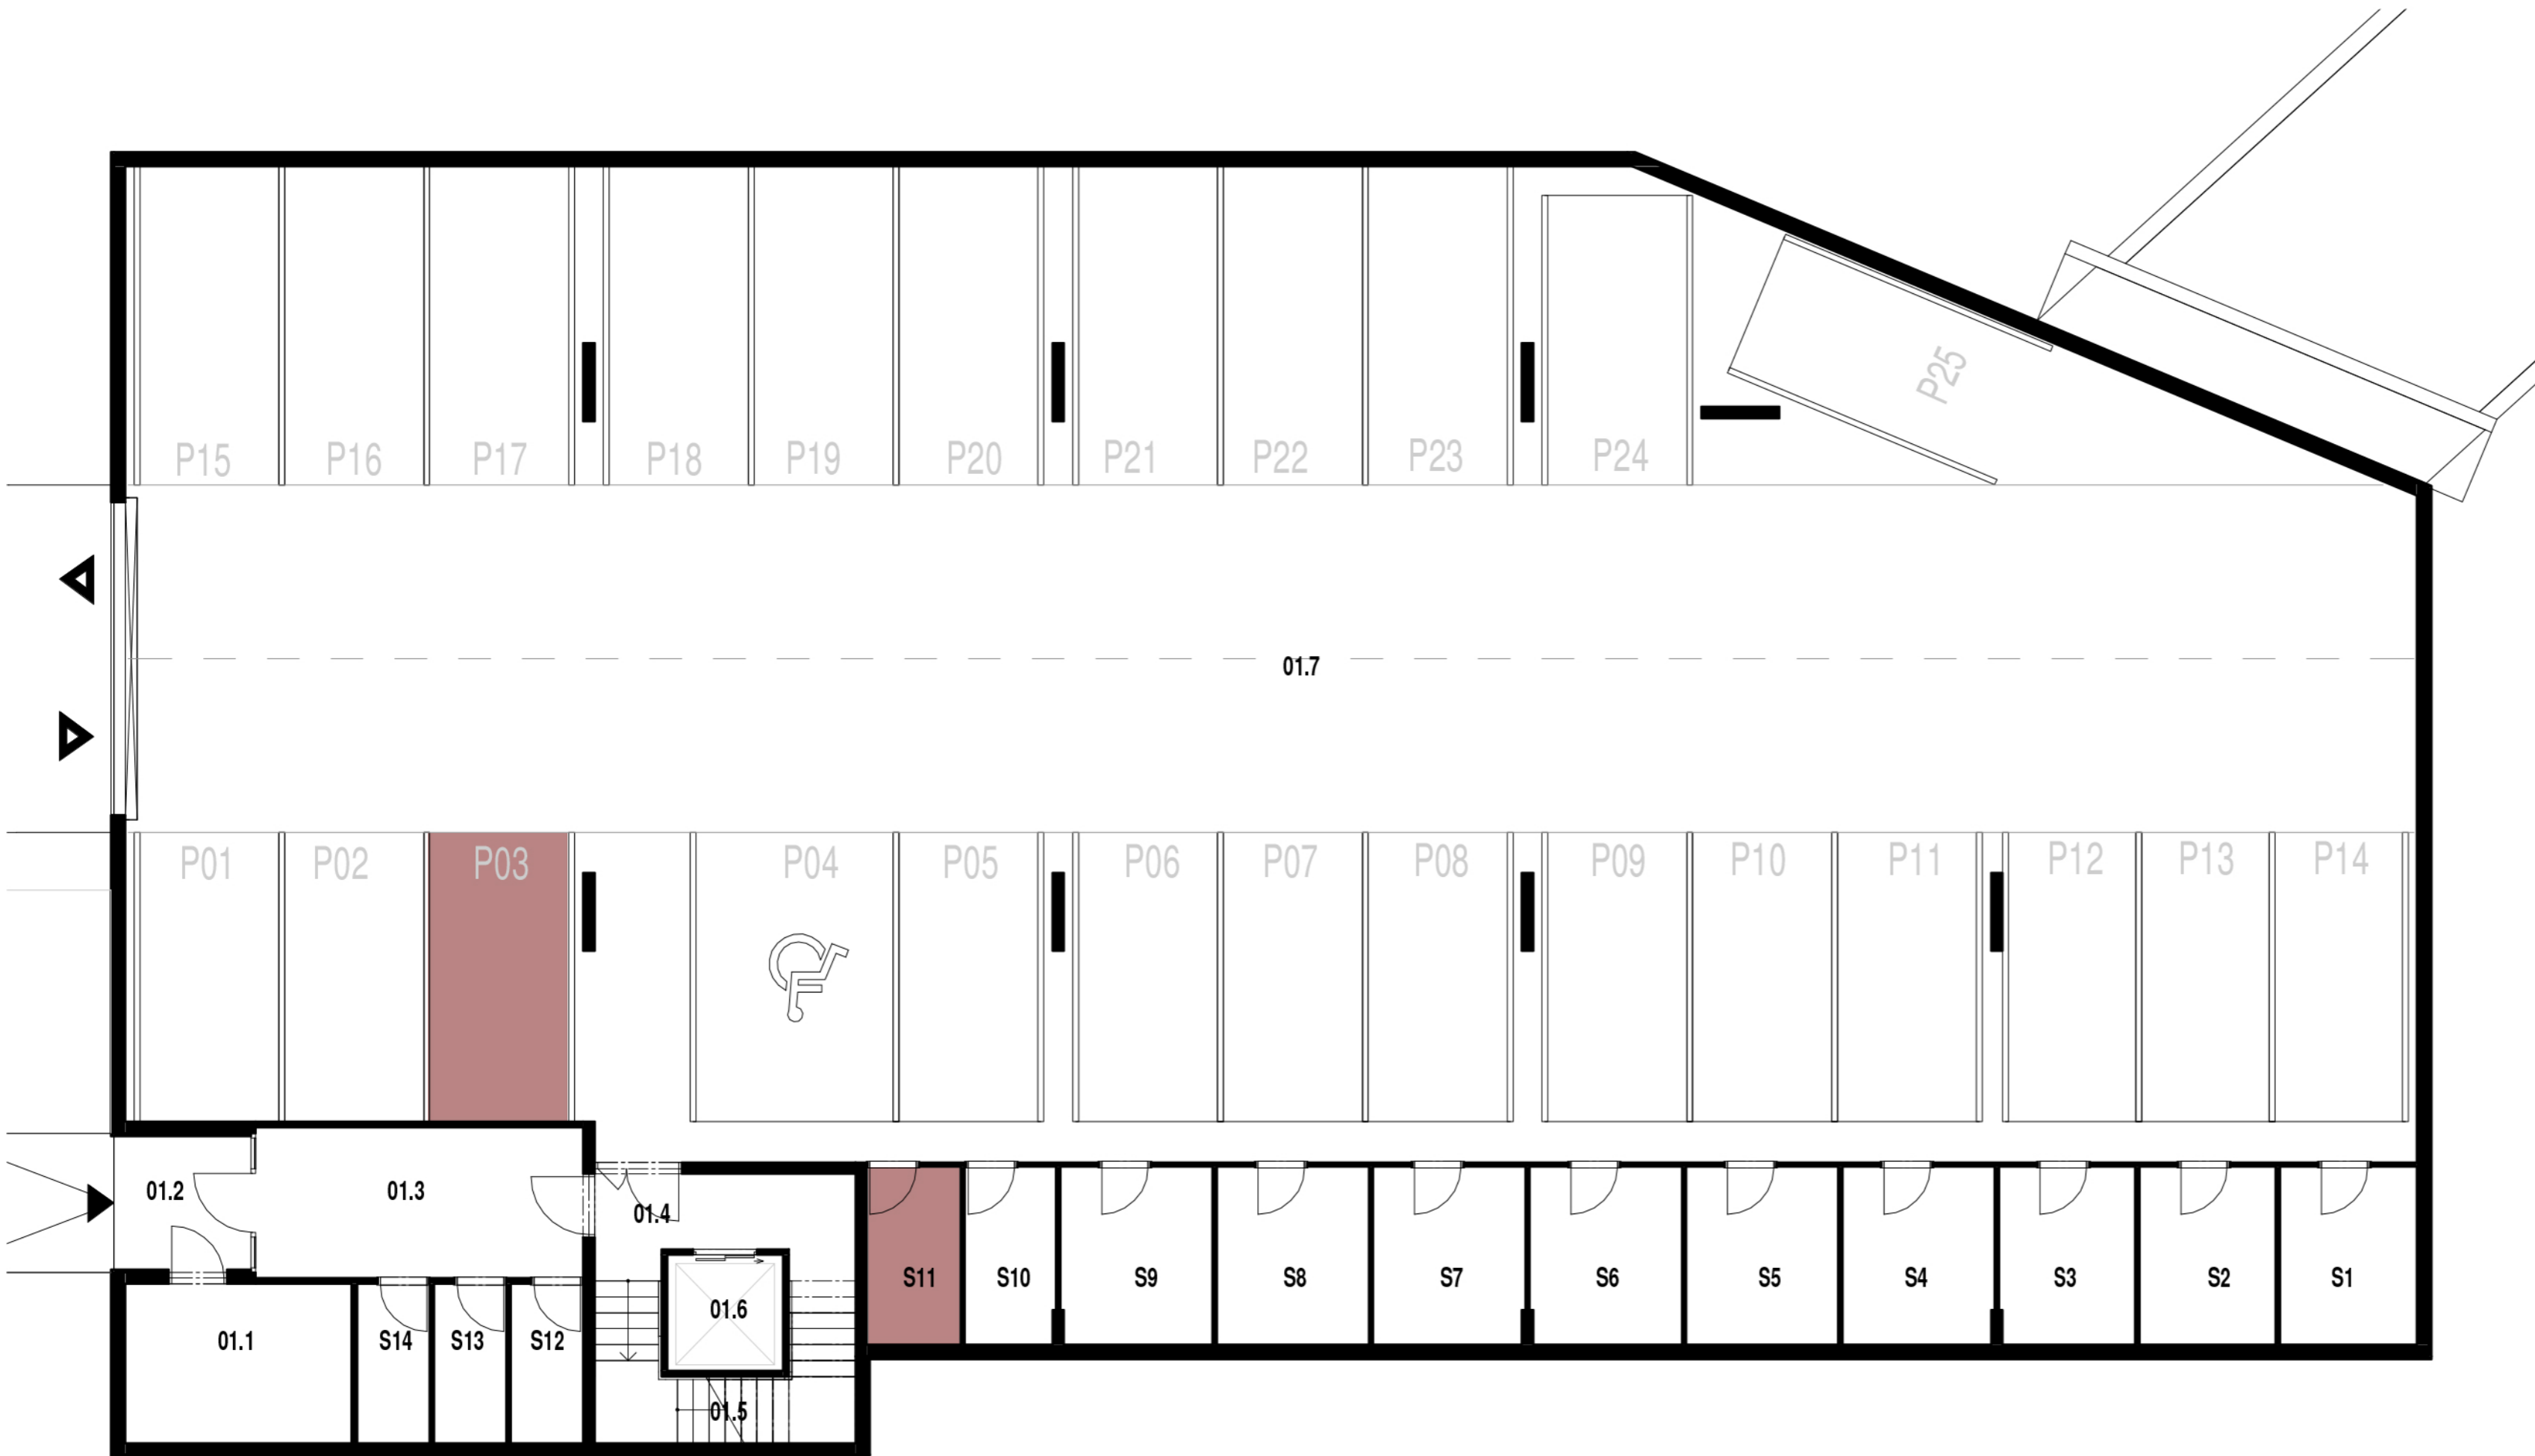 P15 P16 P17 P18 P19 P20 P21 P22 P23 P24 P25
01.7
P01 P02 P03 P04 P05 P06 P07 P08 P09 P10 P11 P12 P13 P14
01.2 01.3 01.4
S11 S10 S9 S8 S7 S6 S5 S4 S3 S2 S1
01.6
01.1 S14 S13 S12
01.5